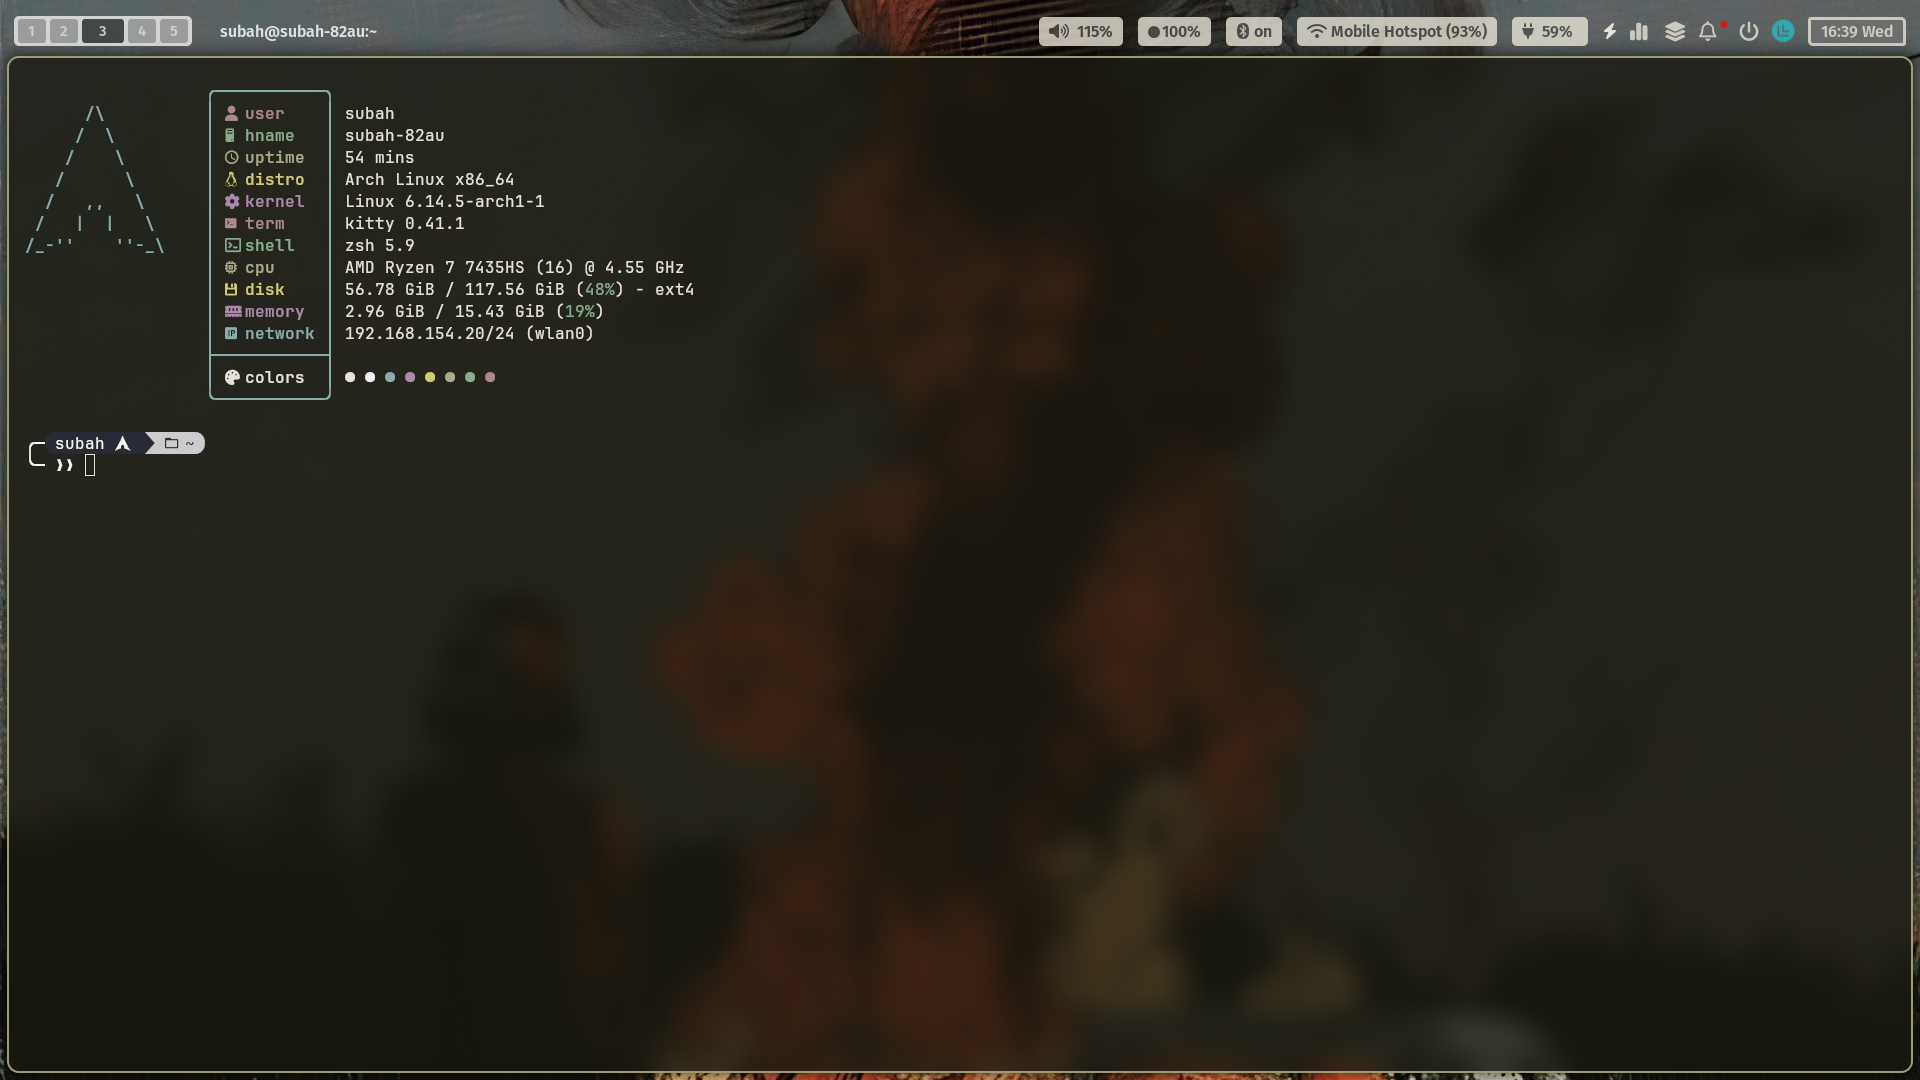 1 2 3 4 5 subah@subah-82au:~ 115% 100% on Mobile Hotspot (93%) 59% 16:39 Wed
user subah
hname subah-82au
uptime 54 mins
distro Arch Linux x86_64
kernel Linux 6.14.5-arch1-1
term kitty 0.41.1
shell zsh 5.9
cpu AMD Ryzen 7 7435HS (16) @ 4.55 GHz
disk 56.78 GiB / 117.56 GiB (48%) - ext4
memory 2.96 GiB / 15.43 GiB (19%)
network 192.168.154.20/24 (wlan0)
colors
subah ~